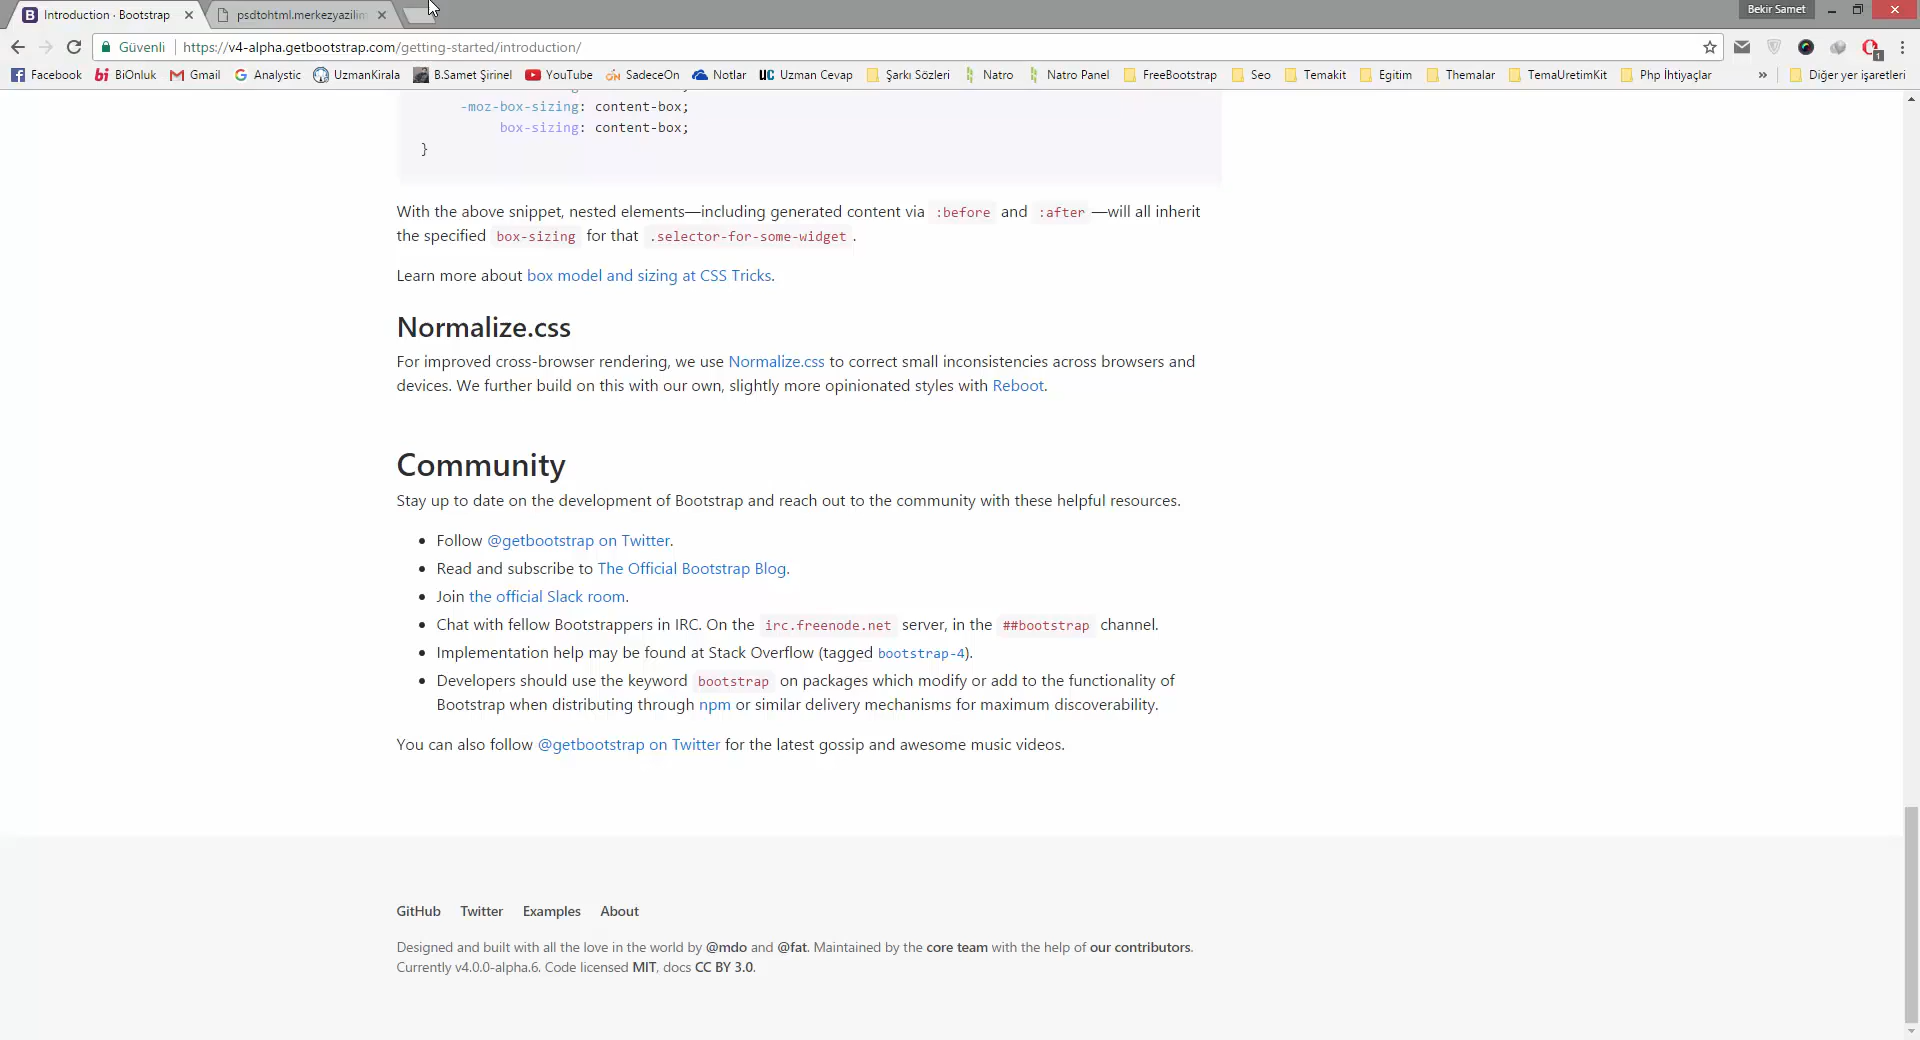 Introduction · Bootstrap
psdtohtml.merkezyazilim
Bekir Samet
Güvenli
https://v4-alpha.getbootstrap.com/getting-started/introduction/
1
Facebook BiOnluk Gmail Analystic UzmanKirala B.Samet Şirinel YouTube SadeceOn Notlar Uzman Cevap Şarkı Sözleri Natro Natro Panel FreeBootstrap Seo Temakit Egitim Themalar TemaUretimKit Php İhtiyaçlar » Diğer yer işaretleri
-moz-box-sizing: content-box;
box-sizing: content-box;
}
With the above snippet, nested elements—including generated content via :before and :after —will all inherit
the specified box-sizing for that .selector-for-some-widget .
Learn more about box model and sizing at CSS Tricks.
Normalize.css
For improved cross-browser rendering, we use Normalize.css to correct small inconsistencies across browsers and
devices. We further build on this with our own, slightly more opinionated styles with Reboot.
Community
Stay up to date on the development of Bootstrap and reach out to the community with these helpful resources.
• Follow @getbootstrap on Twitter.
• Read and subscribe to The Official Bootstrap Blog.
• Join the official Slack room.
• Chat with fellow Bootstrappers in IRC. On the irc.freenode.net server, in the ##bootstrap channel.
• Implementation help may be found at Stack Overflow (tagged bootstrap-4).
• Developers should use the keyword bootstrap on packages which modify or add to the functionality of
Bootstrap when distributing through npm or similar delivery mechanisms for maximum discoverability.
You can also follow @getbootstrap on Twitter for the latest gossip and awesome music videos.
GitHub Twitter Examples About
Designed and built with all the love in the world by @mdo and @fat. Maintained by the core team with the help of our contributors.
Currently v4.0.0-alpha.6. Code licensed MIT, docs CC BY 3.0.